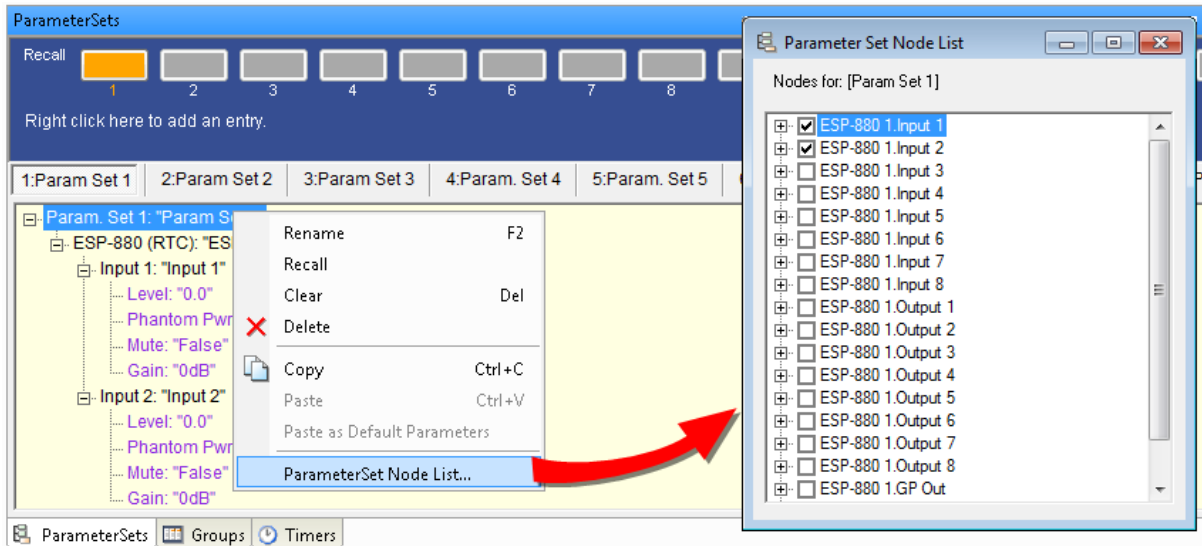 ParameterSets
Recall
1 2 3 4 5 6 7 8
Right click here to add an entry.
1:Param Set 1 2:Param Set 2 3:Param Set 3 4:Param. Set 4 5:Param. Set 5
Param. Set 1: "Param S
ESP-880 (RTC): "ES
Input 1: "Input 1"
Level: "0.0"
Phantom Pwr
Mute: "False"
Gain: "0dB"
Input 2: "Input 2"
Level: "0.0"
Phantom Pwr
Mute: "False"
Gain: "0dB"
Rename F2
Recall
Clear Del
Delete
Copy Ctrl+C
Paste Ctrl+V
Paste as Default Parameters
ParameterSet Node List...
ParameterSets Groups Timers
Parameter Set Node List
Nodes for: [Param Set 1]
ESP-880 1.Input 1
ESP-880 1.Input 2
ESP-880 1.Input 3
ESP-880 1.Input 4
ESP-880 1.Input 5
ESP-880 1.Input 6
ESP-880 1.Input 7
ESP-880 1.Input 8
ESP-880 1.Output 1
ESP-880 1.Output 2
ESP-880 1.Output 3
ESP-880 1.Output 4
ESP-880 1.Output 5
ESP-880 1.Output 6
ESP-880 1.Output 7
ESP-880 1.Output 8
ESP-880 1.GP Out